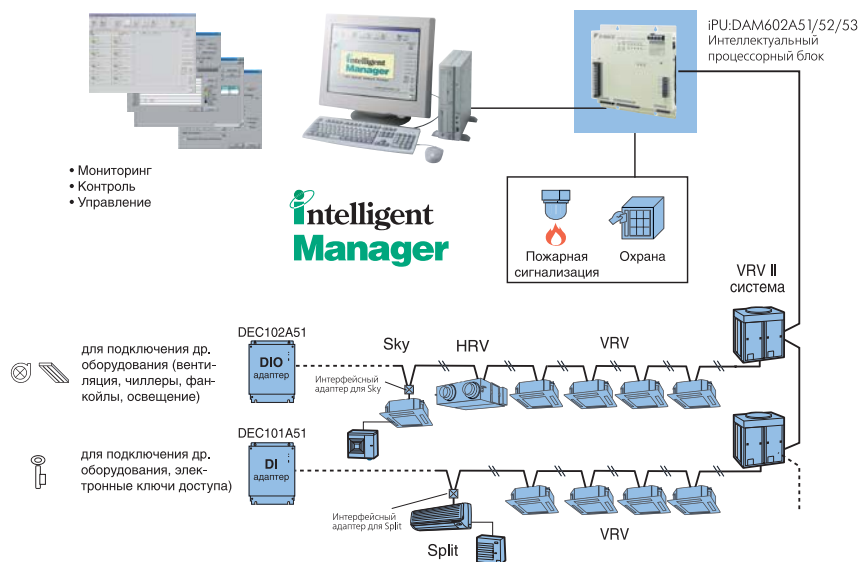 iPU:DAM602A51/52/53
Интеллектуальный
процессорный блок
intelligent
Manager
• Мониторинг
• Контроль
• Управление
intelligent
Manager
Пожарная
сигнализация
Охрана
VRV II
система
DEC102A51
DIO
адаптер
для подключения др.
оборудования (венти-
ляция, чиллеры, фан-
койлы, освещение)
Sky
HRV
VRV
Интерфейсный
адаптер для Sky
DEC101A51
DI
адаптер
для подключения др.
оборудования, элек-
тронные ключи доступа)
Интерфейсный
адаптер для Split
Split
VRV